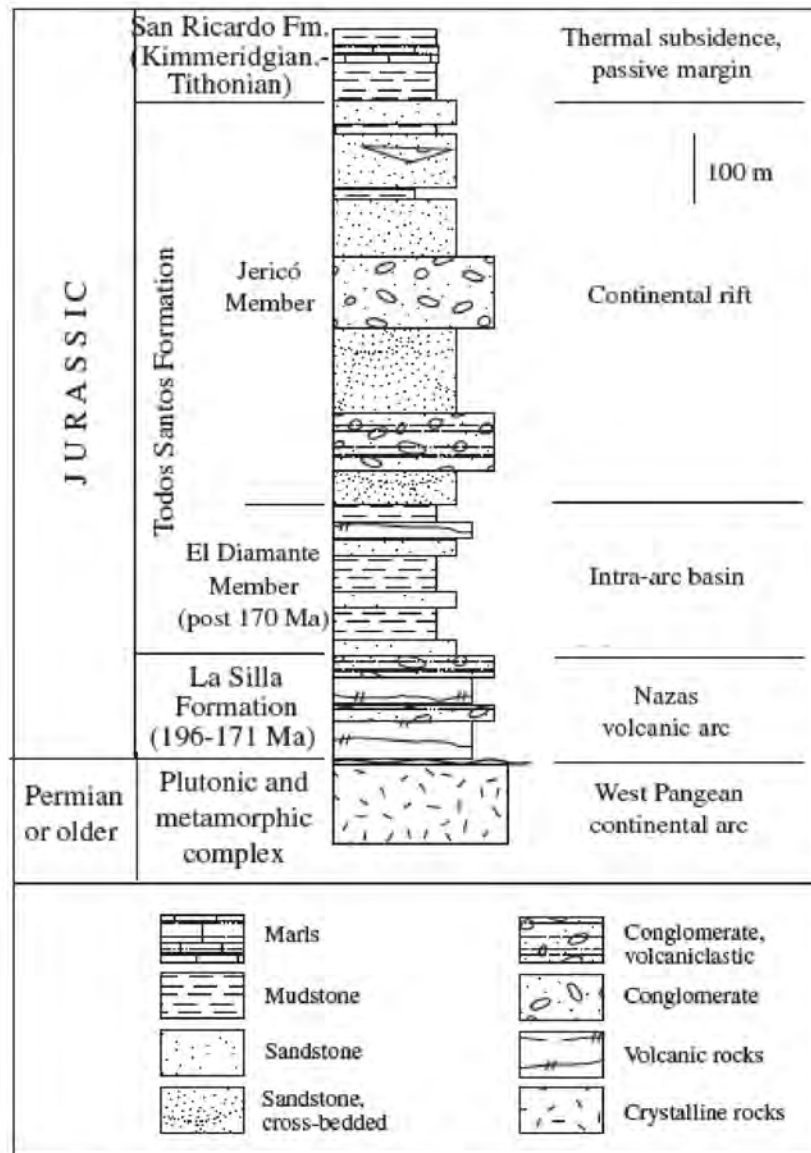 San Ricardo Fm.
(Kimmeridgian.-
Tithonian)
Thermal subsidence,
passive margin
100 m
JURASSIC
Todos Santos Formation
Jericó
Member
Continental rift
El Diamante
Member
(post 170 Ma)
Intra-arc basin
La Silla
Formation
(196-171 Ma)
Nazas
volcanic arc
Permian
or older
Plutonic and
metamorphic
complex
West Pangean
continental arc
Marls
Mudstone
Sandstone
Sandstone,
cross-bedded
Conglomerate,
volcaniclastic
Conglomerate
Volcanic rocks
Crystalline rocks